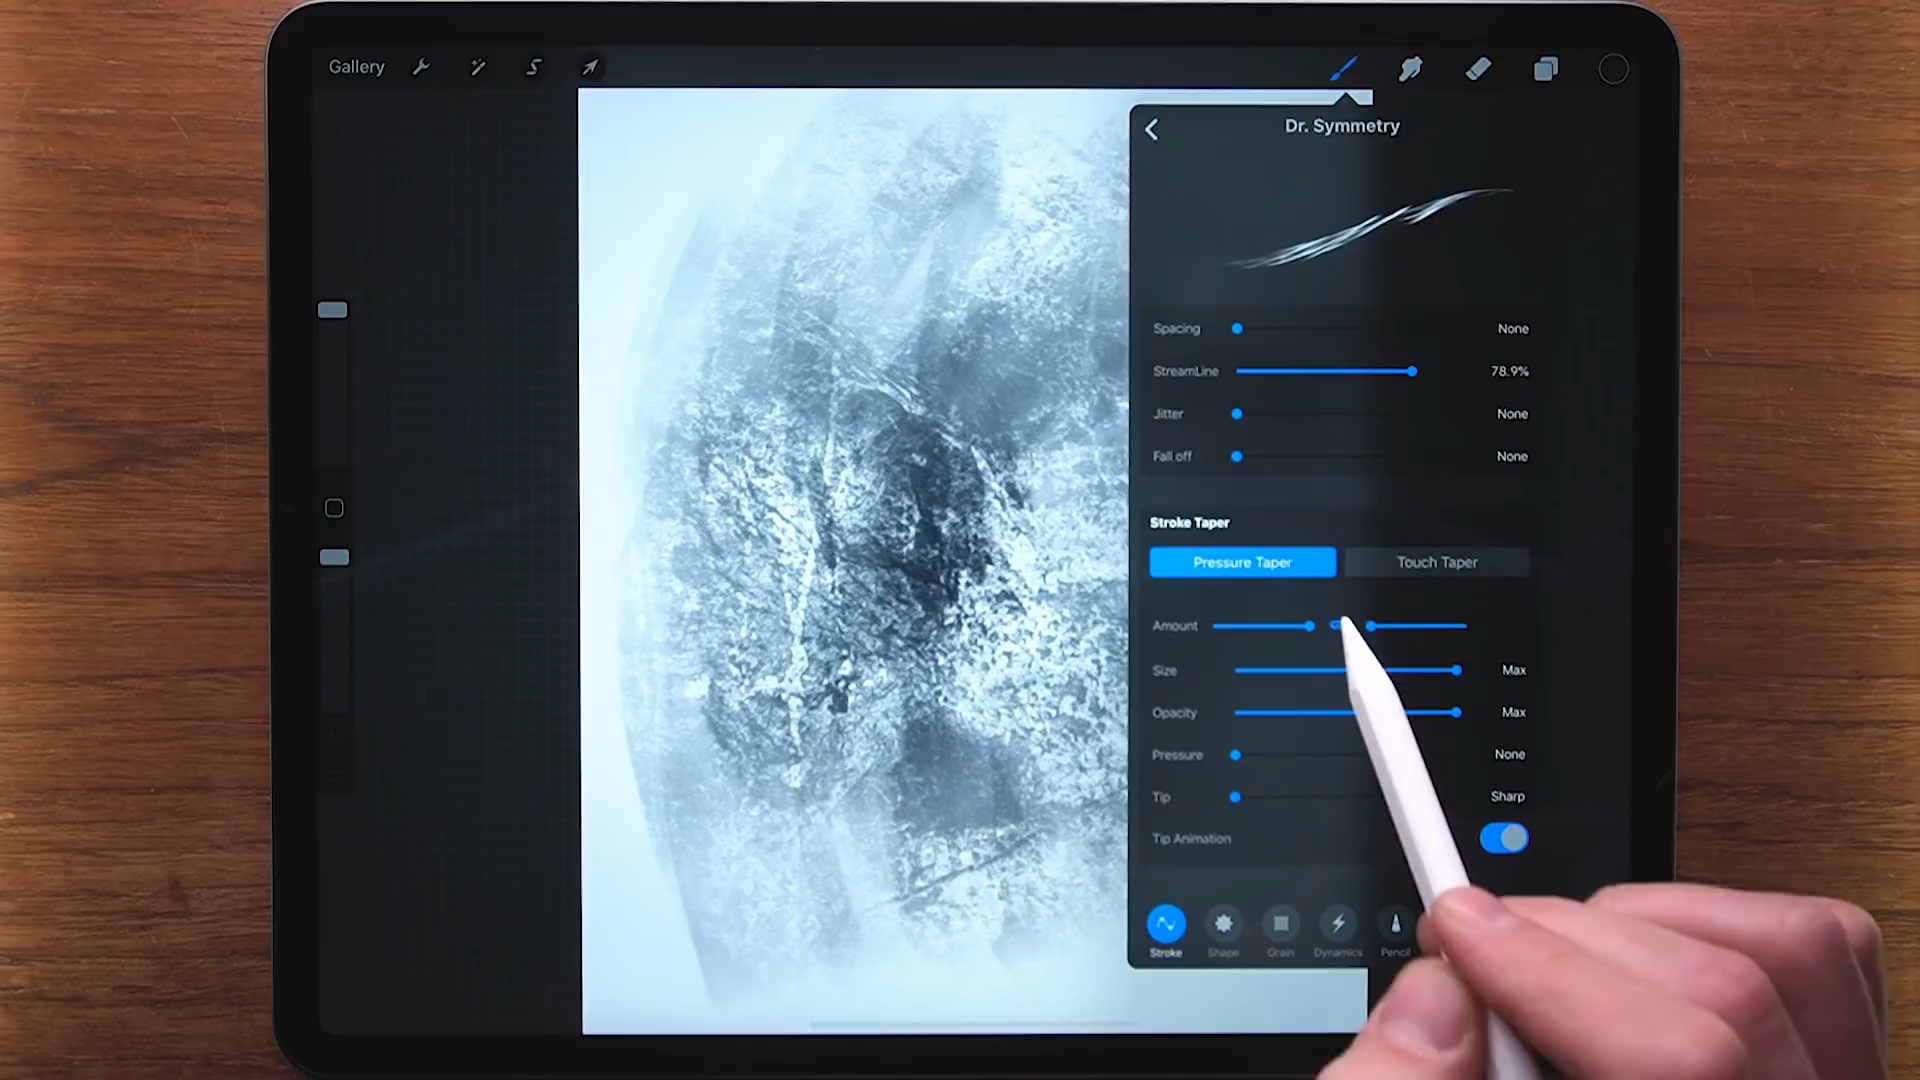 Gallery
Dr. Symmetry
Spacing None
StreamLine 78.9%
Jitter None
Fall off None
Stroke Taper
Pressure Taper Touch Taper
Amount
Size Max
Opacity Max
Pressure None
Tip Sharp
Tip Animation
Stroke Shape Grain Dynamics Pencil